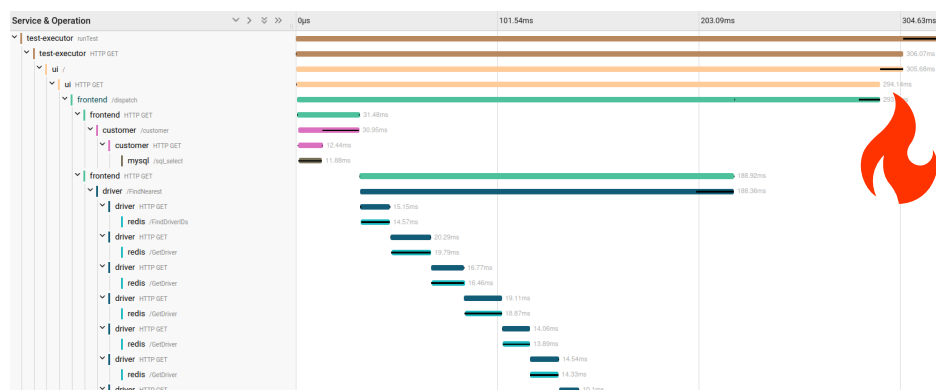 Service & Operation 0μs 101.54ms 203.09ms 304.63ms
test-executor runTest
test-executor HTTP GET 306.07ms
ui / 305.68ms
ui HTTP GET 294.14ms
frontend /dispatch
frontend HTTP GET 31.48ms
customer /customer 30.95ms
customer HTTP GET 12.44ms
mysql /sql_select 11.88ms
frontend HTTP GET 188.92ms
driver /FindNearest 188.36ms
driver HTTP GET 15.15ms
redis /FindDriverIDs 14.57ms
driver HTTP GET 20.29ms
redis /GetDriver 19.79ms
driver HTTP GET 16.77ms
redis /GetDriver 16.46ms
driver HTTP GET 19.11ms
redis /GetDriver 18.87ms
driver HTTP GET 14.06ms
redis /GetDriver 13.89ms
driver HTTP GET 14.54ms
redis /GetDriver 14.33ms
driver HTTP GET 10.1ms